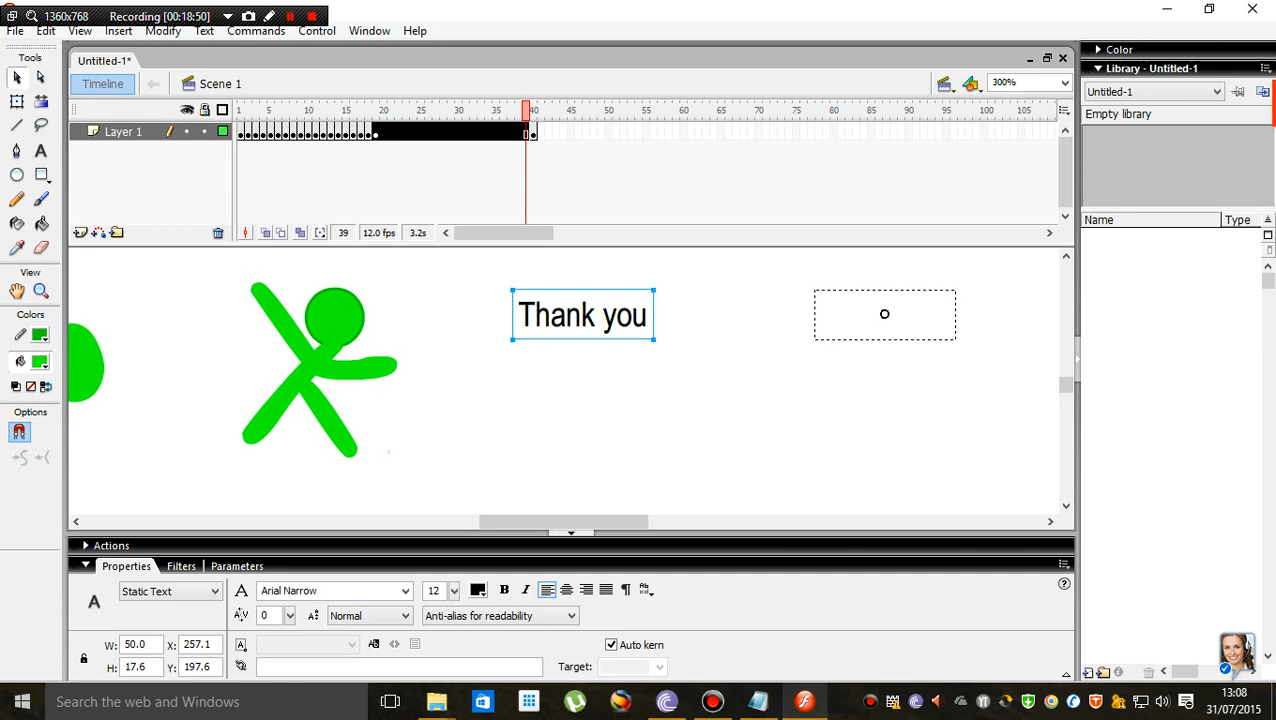 1360x768 Recording [00:18:50]
File Edit View Insert Modify Text Commands Control Window Help
Tools
View
Colors
Options
Untitled-1*
Timeline Scene 1 300%
1 5 10 15 20 25 30 35 40 45 50 55 60 65 70 75 80 85 90 95 100 105
Layer 1
39 12.0 fps 3.2s
Thank you
Actions
Properties Filters Parameters
Static Text A Arial Narrow 12 B I
A 0 Normal Anti-alias for readability
W: 50.0 X: 257.1 Auto kern
H: 17.6 Y: 197.6 Target:
Color
Library - Untitled-1
Untitled-1
Empty library
Name Type
Search the web and Windows
13:08
31/07/2015